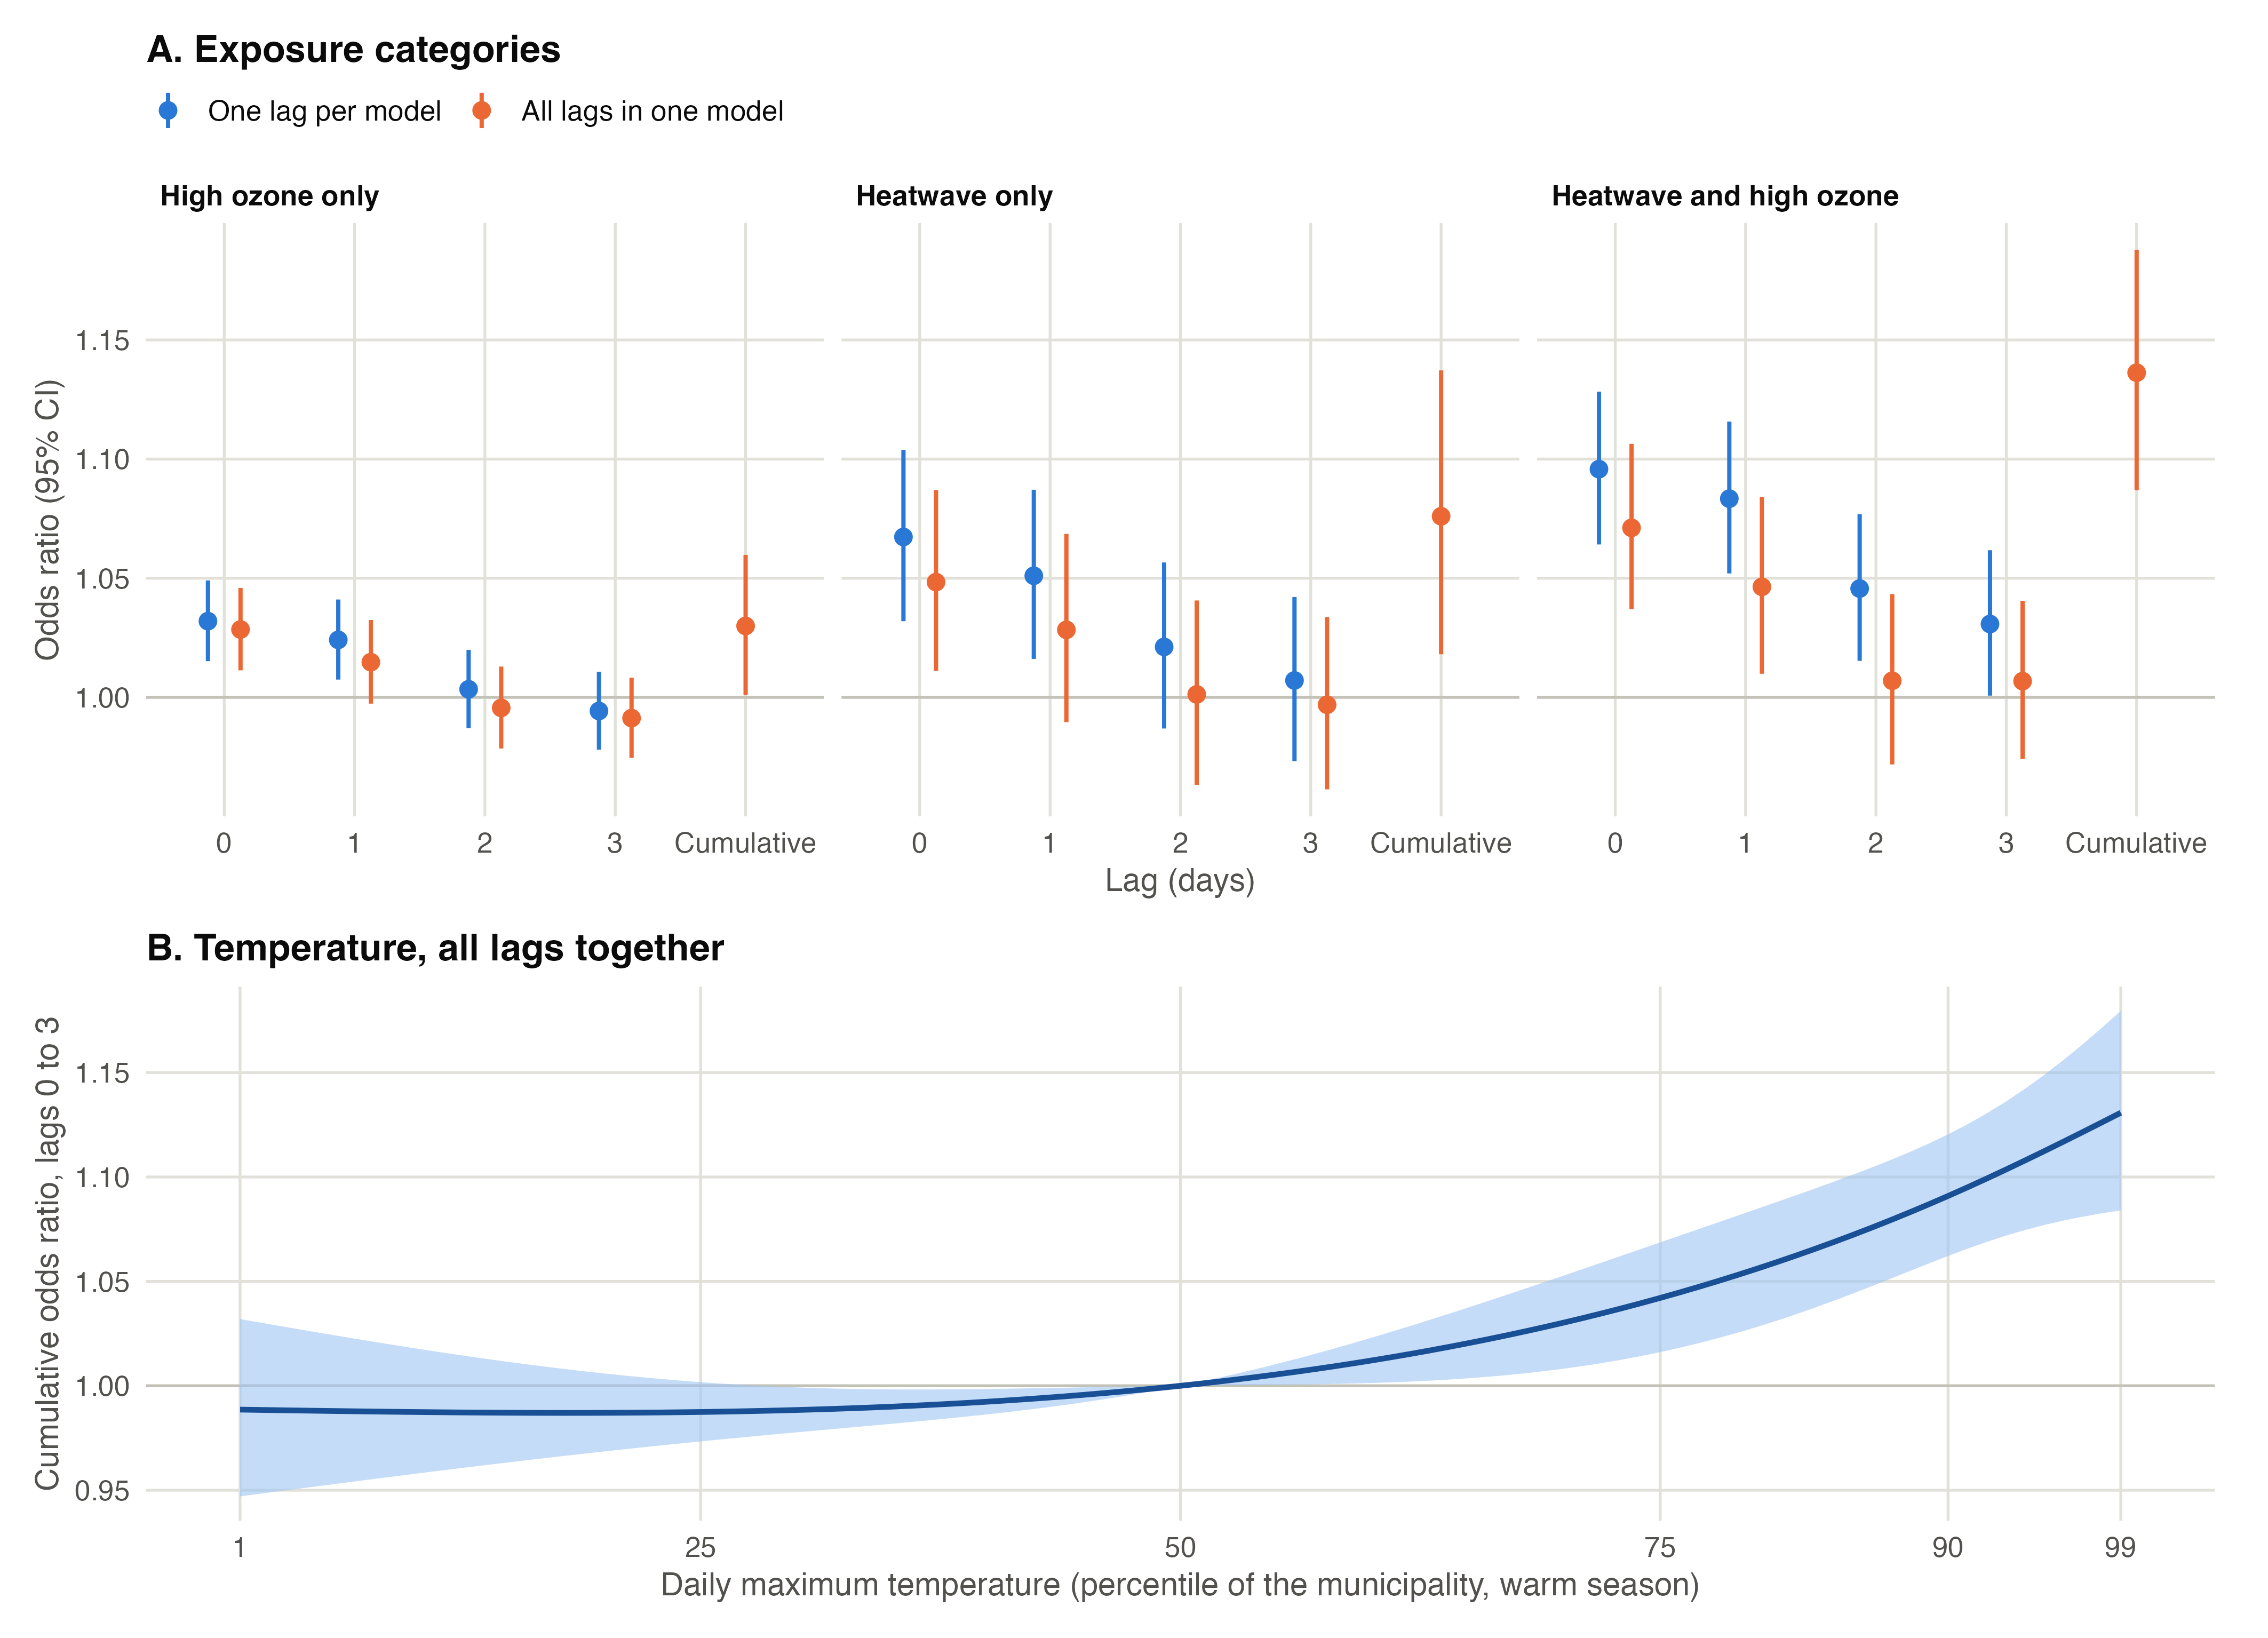 A. Exposure categories
One lag per model
All lags in one model
High ozone only
Heatwave only
Heatwave and high ozone
Odds ratio (95% CI)
1.15
1.10
1.05
1.00
0 1 2 3 Cumulative
0 1 2 3 Cumulative
0 1 2 3 Cumulative
Lag (days)
B. Temperature, all lags together
Cumulative odds ratio, lags 0 to 3
1.15
1.10
1.05
1.00
0.95
1 25 50 75 90 99
Daily maximum temperature (percentile of the municipality, warm season)